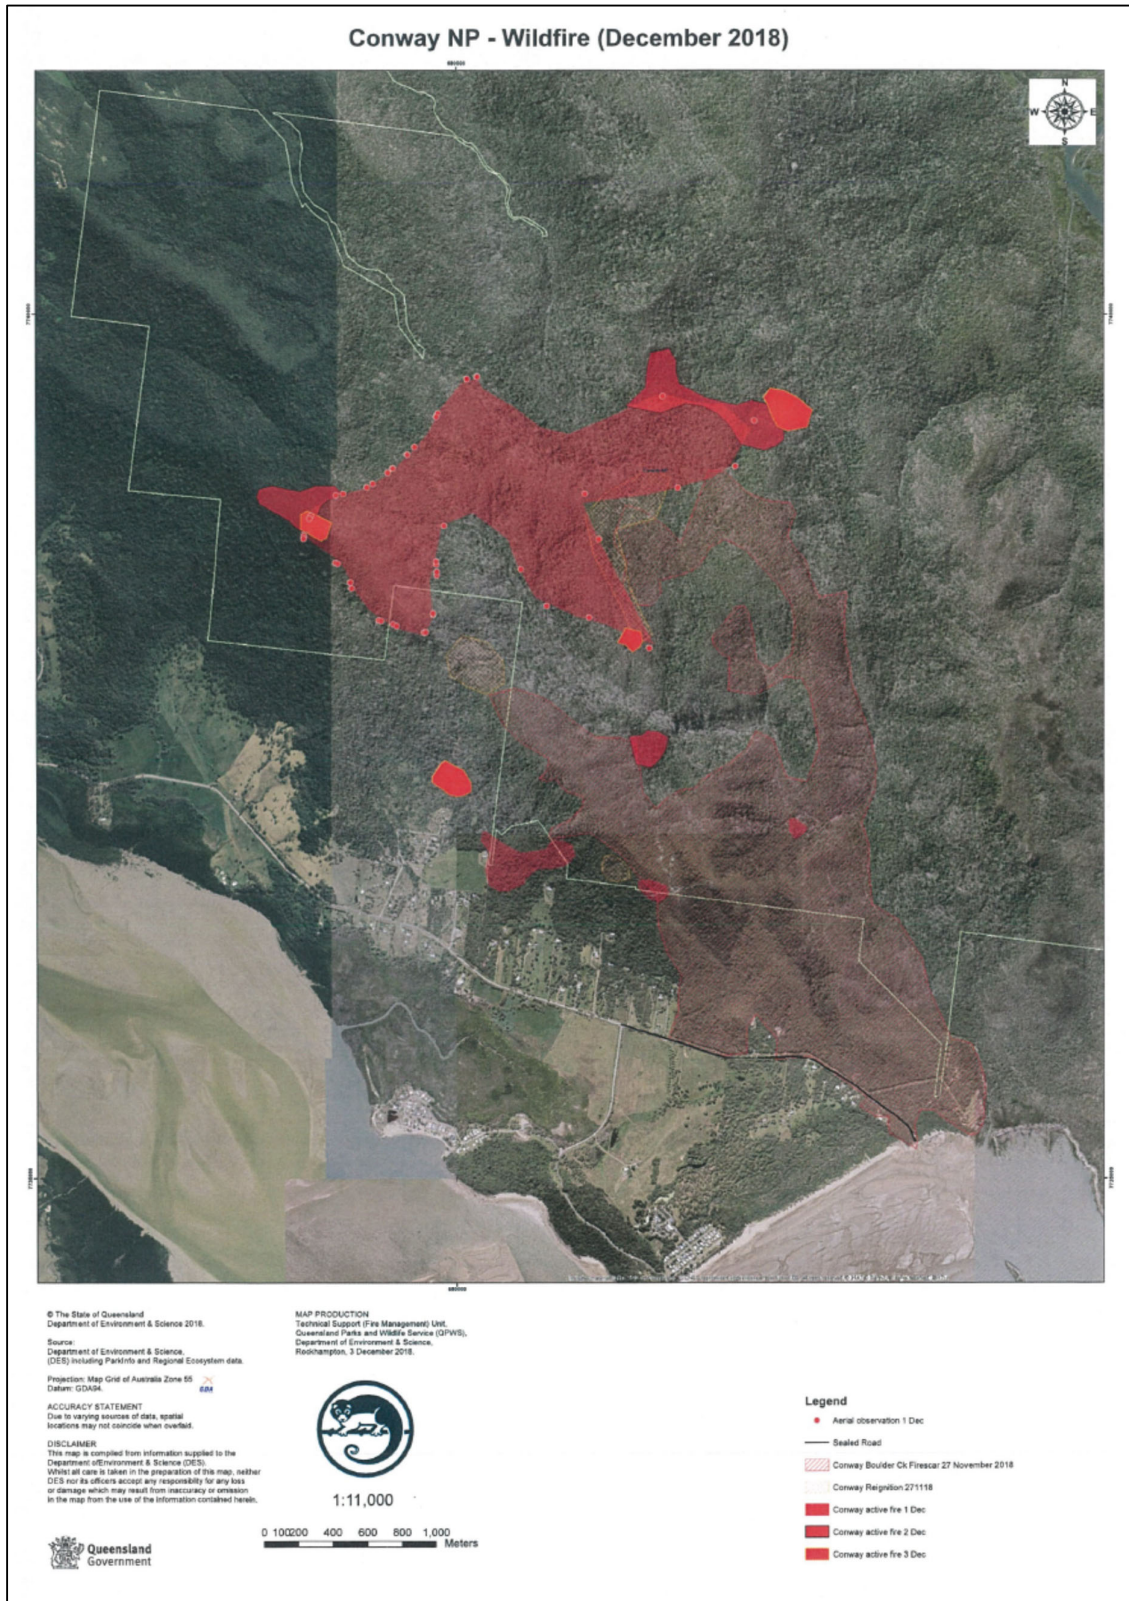 Conway NP - Wildfire (December 2018)
N
W
E
S
© The State of Queensland
Department of Environment & Science 2018.
Source:
Department of Environment & Science,
(DES) including ParkInfo and Regional Ecosystem data.
Projection: Map Grid of Australia Zone 55
Datum: GDA94.
GDA
ACCURACY STATEMENT
Due to varying sources of data, spatial
locations may not coincide when overlaid.
DISCLAIMER
This map is compiled from information supplied to the
Department ofEnvironment & Science (DES).
Whilst all care is taken in the preparation of this map, neither
DES nor its officers accept any responsiblity for any loss
or damage which may result from inaccuracy or omission
in the map from the use of the information contained herein.
Queensland
Government
MAP PRODUCTION
Technical Support (Fire Management) Unit,
Queensland Parks and Wildlife Service (QPWS),
Department of Environment & Science,
Rockhampton, 3 December 2018.
1:11,000
0 100200 400 600 800 1,000
Meters
Legend
Aerial observation 1 Dec
Sealed Road
Conway Boulder Ck Firescar 27 November 2018
Conway Reignition 271118
Conway active fire 1 Dec
Conway active fire 2 Dec
Conway active fire 3 Dec